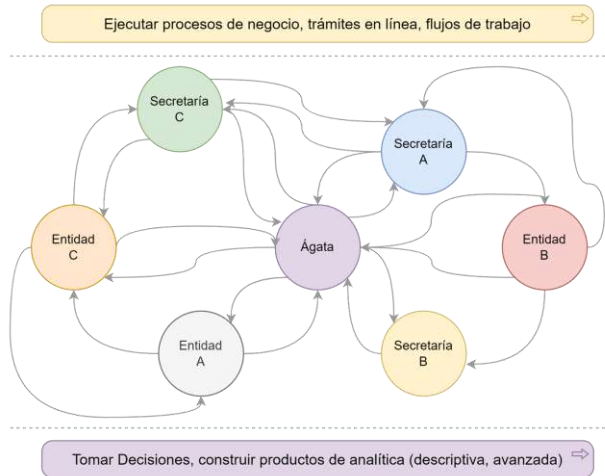 Ejecutar procesos de negocio, trámites en línea, flujos de trabajo
Secretaría
C
Secretaría
A
Entidad
C
Ágata
Entidad
B
Entidad
A
Secretaría
B
Tomar Decisiones, construir productos de analítica (descriptiva, avanzada)